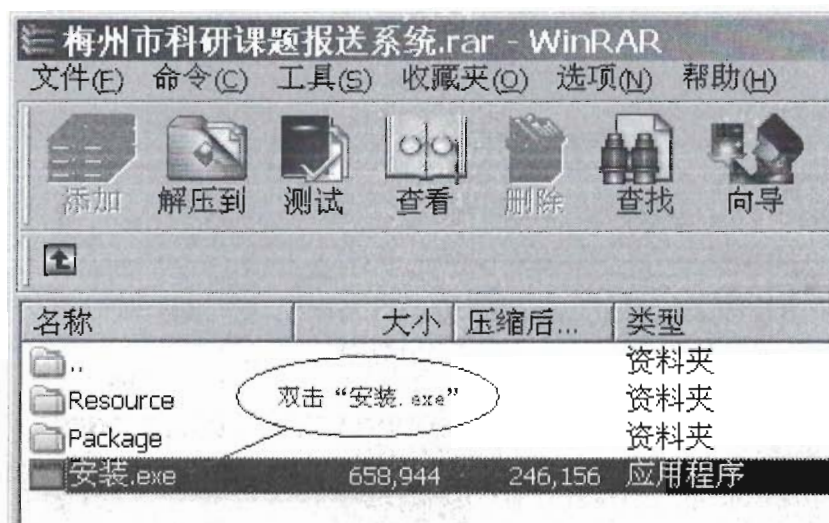 梅州市科研课题报送系统.rar - WinRAR
文件(F) 命令(C) 工具(S) 收藏夹(O) 选项(N) 帮助(H)
添加 解压到 测试 查看 删除 查找 向导
名称 大小 压缩后... 类型
.. 资料夹
Resource 资料夹
Package 资料夹
双击“安装.exe”
安装.exe 658,944 246,156 应用程序